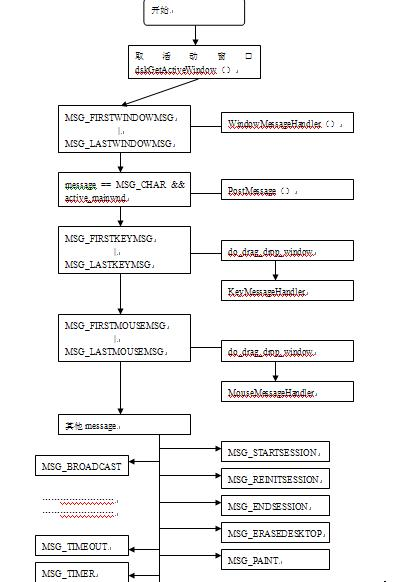 开始
取活动窗口
dskGetActiveWindow（）
MSG_FIRSTWINDOWMSG
|
MSG_LASTWINDOWMSG
WindowMessageHandler（）
message == MSG_CHAR &&
active_mainwnd
PostMessage（）
MSG_FIRSTKEYMSG
|
MSG_LASTKEYMSG
do_drag_drop_window
KeyMessageHandler
MSG_FIRSTMOUSEMSG
|
MSG_LASTMOUSEMSG
do_drag_drop_window
MouseMessageHandler
其他 message
MSG_STARTSESSION
MSG_BROADCAST
MSG_REINITSESSION
........................
MSG_ENDSESSION
........................
MSG_ERASEDESKTOP
MSG_TIMEOUT
MSG_PAINT
MSG_TIMER